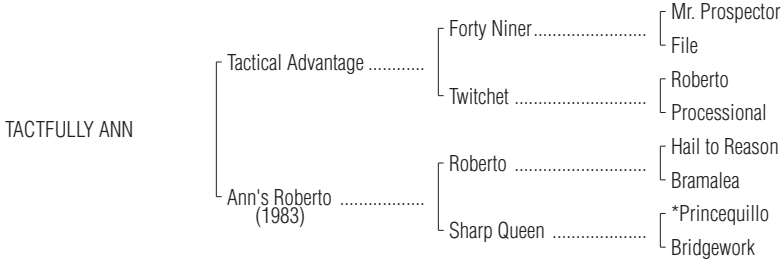 Mr. Prospector
Forty Niner........................
File
Tactical Advantage ............
Roberto
Twitchet ............................
Processional
TACTFULLY ANN
Hail to Reason
Roberto ............................
Bramalea
Ann's Roberto ..................
(1983)
*Princequillo
Sharp Queen ....................
Bridgework